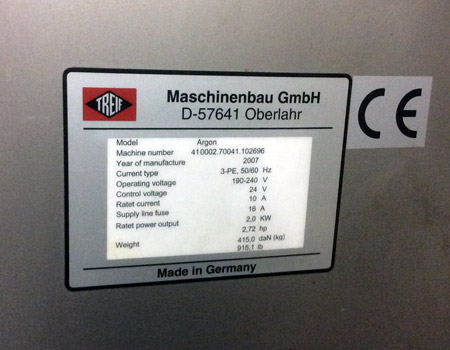 TREIF
Maschinenbau GmbH
D-57641 Oberlahr
CE
Model Argon
Machine number 410002.70041.102696
Year of manufacture 2007
Current type 3-PE, 50/60 Hz
Operating voltage 190-240 V
Control voltage 24 V
Ratet current 10 A
Supply line fuse 16 A
Ratet power output 2,0 KW
2,72 hp
Weight 415,0 daN (kg)
915,1 lb
Made in Germany